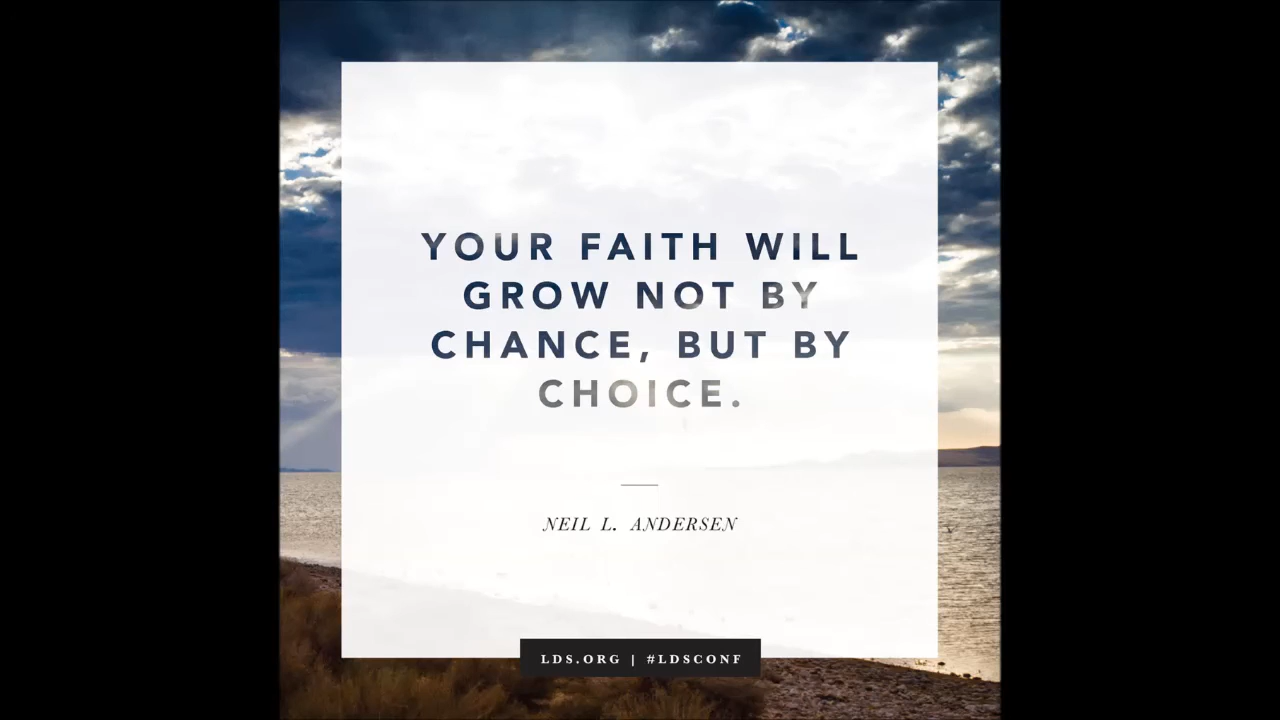 YOUR FAITH WILL
GROW NOT BY
CHANCE, BUT BY
CHOICE.
NEIL L. ANDERSEN
LDS.ORG | #LDSCONF